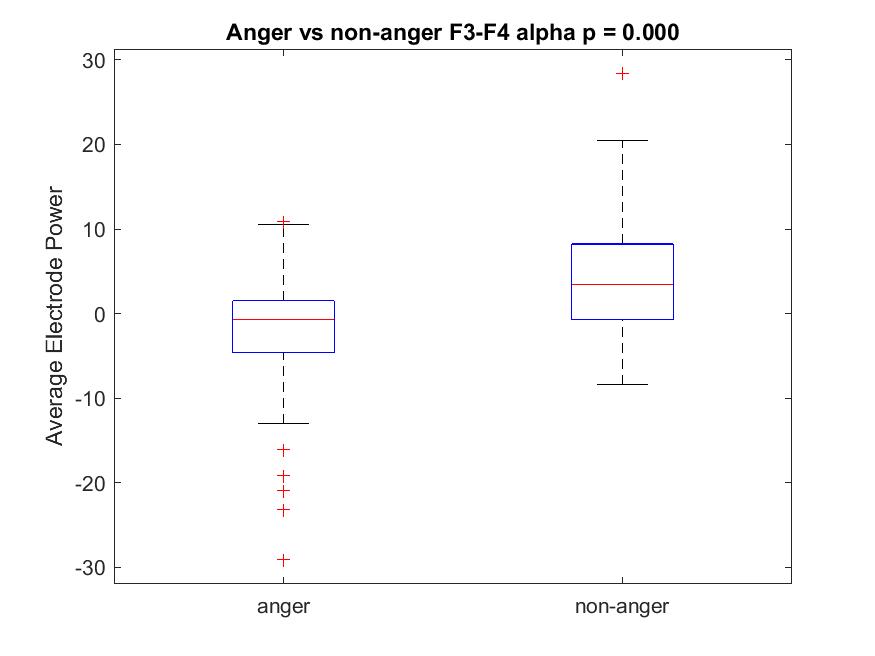 Anger vs non-anger F3-F4 alpha p = 0.000
Average Electrode Power
30
20
10
0
-10
-20
-30
anger
non-anger